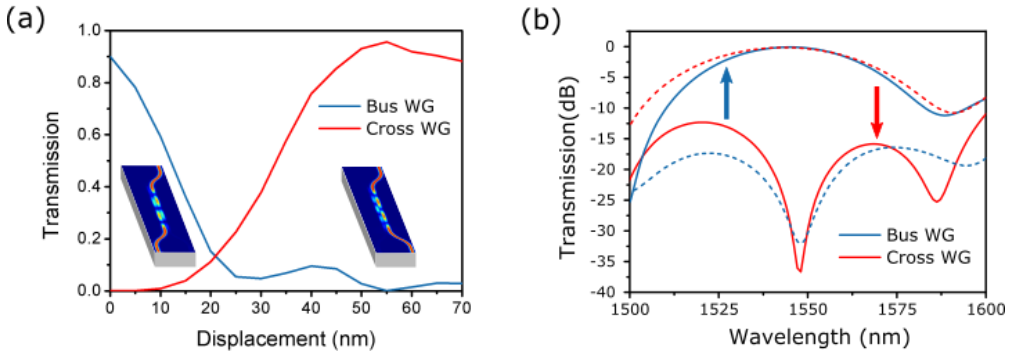 (a)
Transmission
1.0
0.8
0.6
0.4
0.2
0.0
Bus WG
Cross WG
0 10 20 30 40 50 60 70
Displacement (nm)
(b)
Transmission(dB)
0
-5
-10
-15
-20
-25
-30
-35
-40
Bus WG
Cross WG
1500 1525 1550 1575 1600
Wavelength (nm)